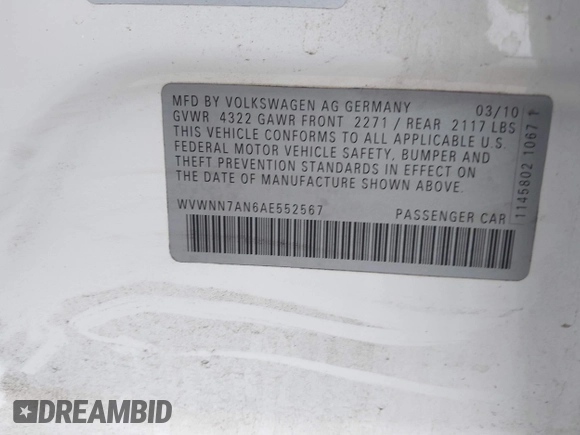 MFD BY VOLKSWAGEN AG GERMANY 03/10
GVWR 4322 GAWR FRONT 2271 / REAR 2117 LBS
THIS VEHICLE CONFORMS TO ALL APPLICABLE U.S.
FEDERAL MOTOR VEHICLE SAFETY, BUMPER AND
THEFT PREVENTION STANDARDS IN EFFECT ON
THE DATE OF MANUFACTURE SHOWN ABOVE.
WVWNN7AN6AE552567 PASSENGER CAR
1145802 1067
DREAMBID